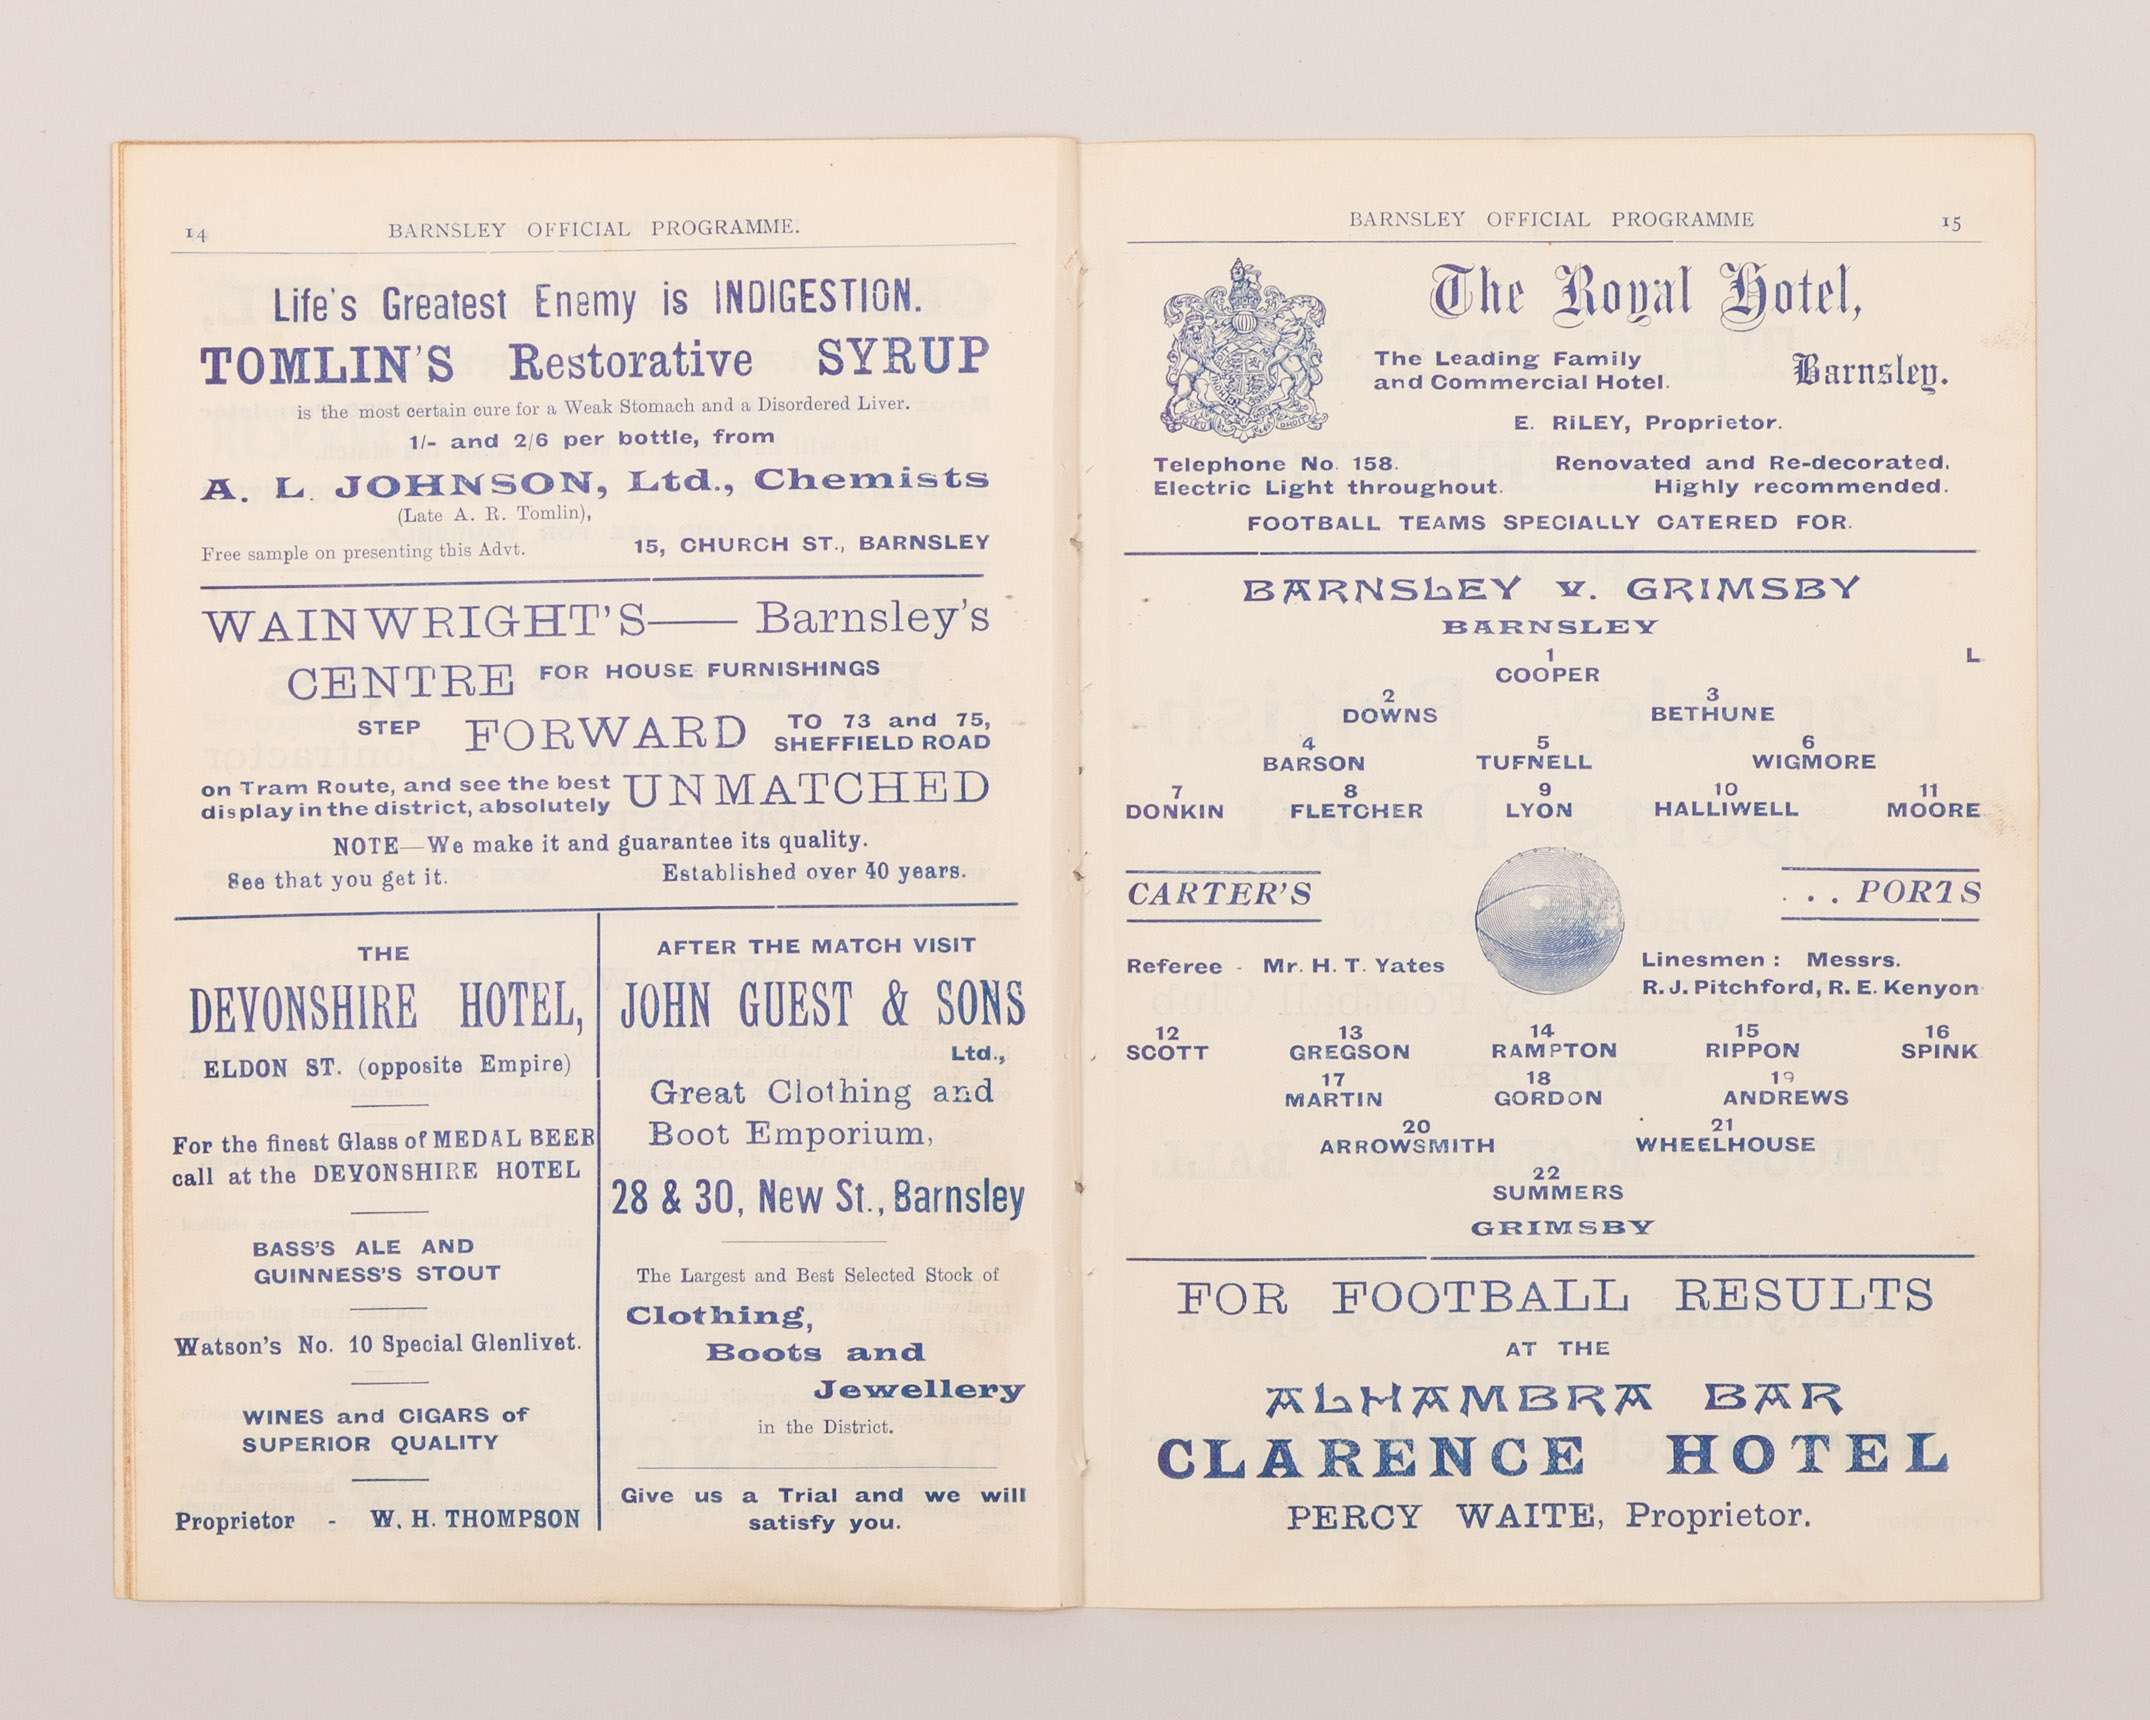 14 BARNSLEY OFFICIAL PROGRAMME.
Life's Greatest Enemy is INDIGESTION.
TOMLIN'S Restorative SYRUP
is the most certain cure for a Weak Stomach and a Disordered Liver.
1/- and 2/6 per bottle, from
A. L. JOHNSON, Ltd., Chemists
(Late A. R. Tomlin),
Free sample on presenting this Advt. 15, CHURCH ST., BARNSLEY
WAINWRIGHT'S—— Barnsley's
CENTRE FOR HOUSE FURNISHINGS
STEP FORWARD TO 73 and 75,
SHEFFIELD ROAD
on Tram Route, and see the best
display in the district, absolutely UNMATCHED
NOTE—We make it and guarantee its quality.
See that you get it. Established over 40 years.
THE
DEVONSHIRE HOTEL,
ELDON ST. (opposite Empire)
For the finest Glass of MEDAL BEER
call at the DEVONSHIRE HOTEL
BASS'S ALE AND
GUINNESS'S STOUT
Watson's No. 10 Special Glenlivet.
WINES and CIGARS of
SUPERIOR QUALITY
Proprietor - W. H. THOMPSON
AFTER THE MATCH VISIT
JOHN GUEST & SONS
Ltd.,
Great Clothing and
Boot Emporium,
28 & 30, New St., Barnsley
The Largest and Best Selected Stock of
Clothing,
Boots and
Jewellery
in the District.
Give us a Trial and we will
satisfy you.
BARNSLEY OFFICIAL PROGRAMME 15
The Royal Hotel,
The Leading Family
and Commercial Hotel. Barnsley.
E. RILEY, Proprietor.
Telephone No. 158. Renovated and Re-decorated.
Electric Light throughout. Highly recommended.
FOOTBALL TEAMS SPECIALLY CATERED FOR.
BARNSLEY v. GRIMSBY
BARNSLEY
1 L
COOPER
2 3
DOWNS BETHUNE
4 5 6
BARSON TUFNELL WIGMORE
7 8 9 10 11
DONKIN FLETCHER LYON HALLIWELL MOORE
CARTER'S . . . PORTS
Referee - Mr. H. T. Yates
Linesmen : Messrs.
R. J. Pitchford, R. E. Kenyon
12 13 14 15 16
SCOTT GREGSON RAMPTON RIPPON SPINK
17 18 19
MARTIN GORDON ANDREWS
20 21
ARROWSMITH WHEELHOUSE
22
SUMMERS
GRIMSBY
FOR FOOTBALL RESULTS
AT THE
ALHAMBRA BAR
CLARENCE HOTEL
PERCY WAITE, Proprietor.